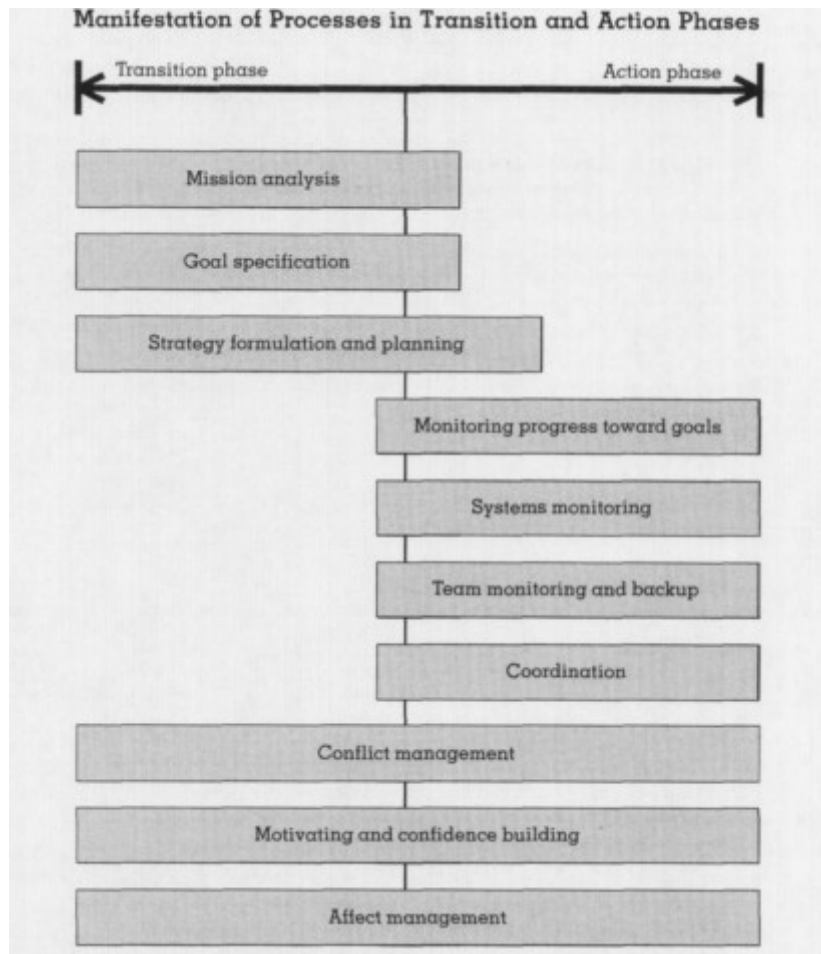 Manifestation of Processes in Transition and Action Phases
Transition phase
Action phase
Mission analysis
Goal specification
Strategy formulation and planning
Monitoring progress toward goals
Systems monitoring
Team monitoring and backup
Coordination
Conflict management
Motivating and confidence building
Affect management